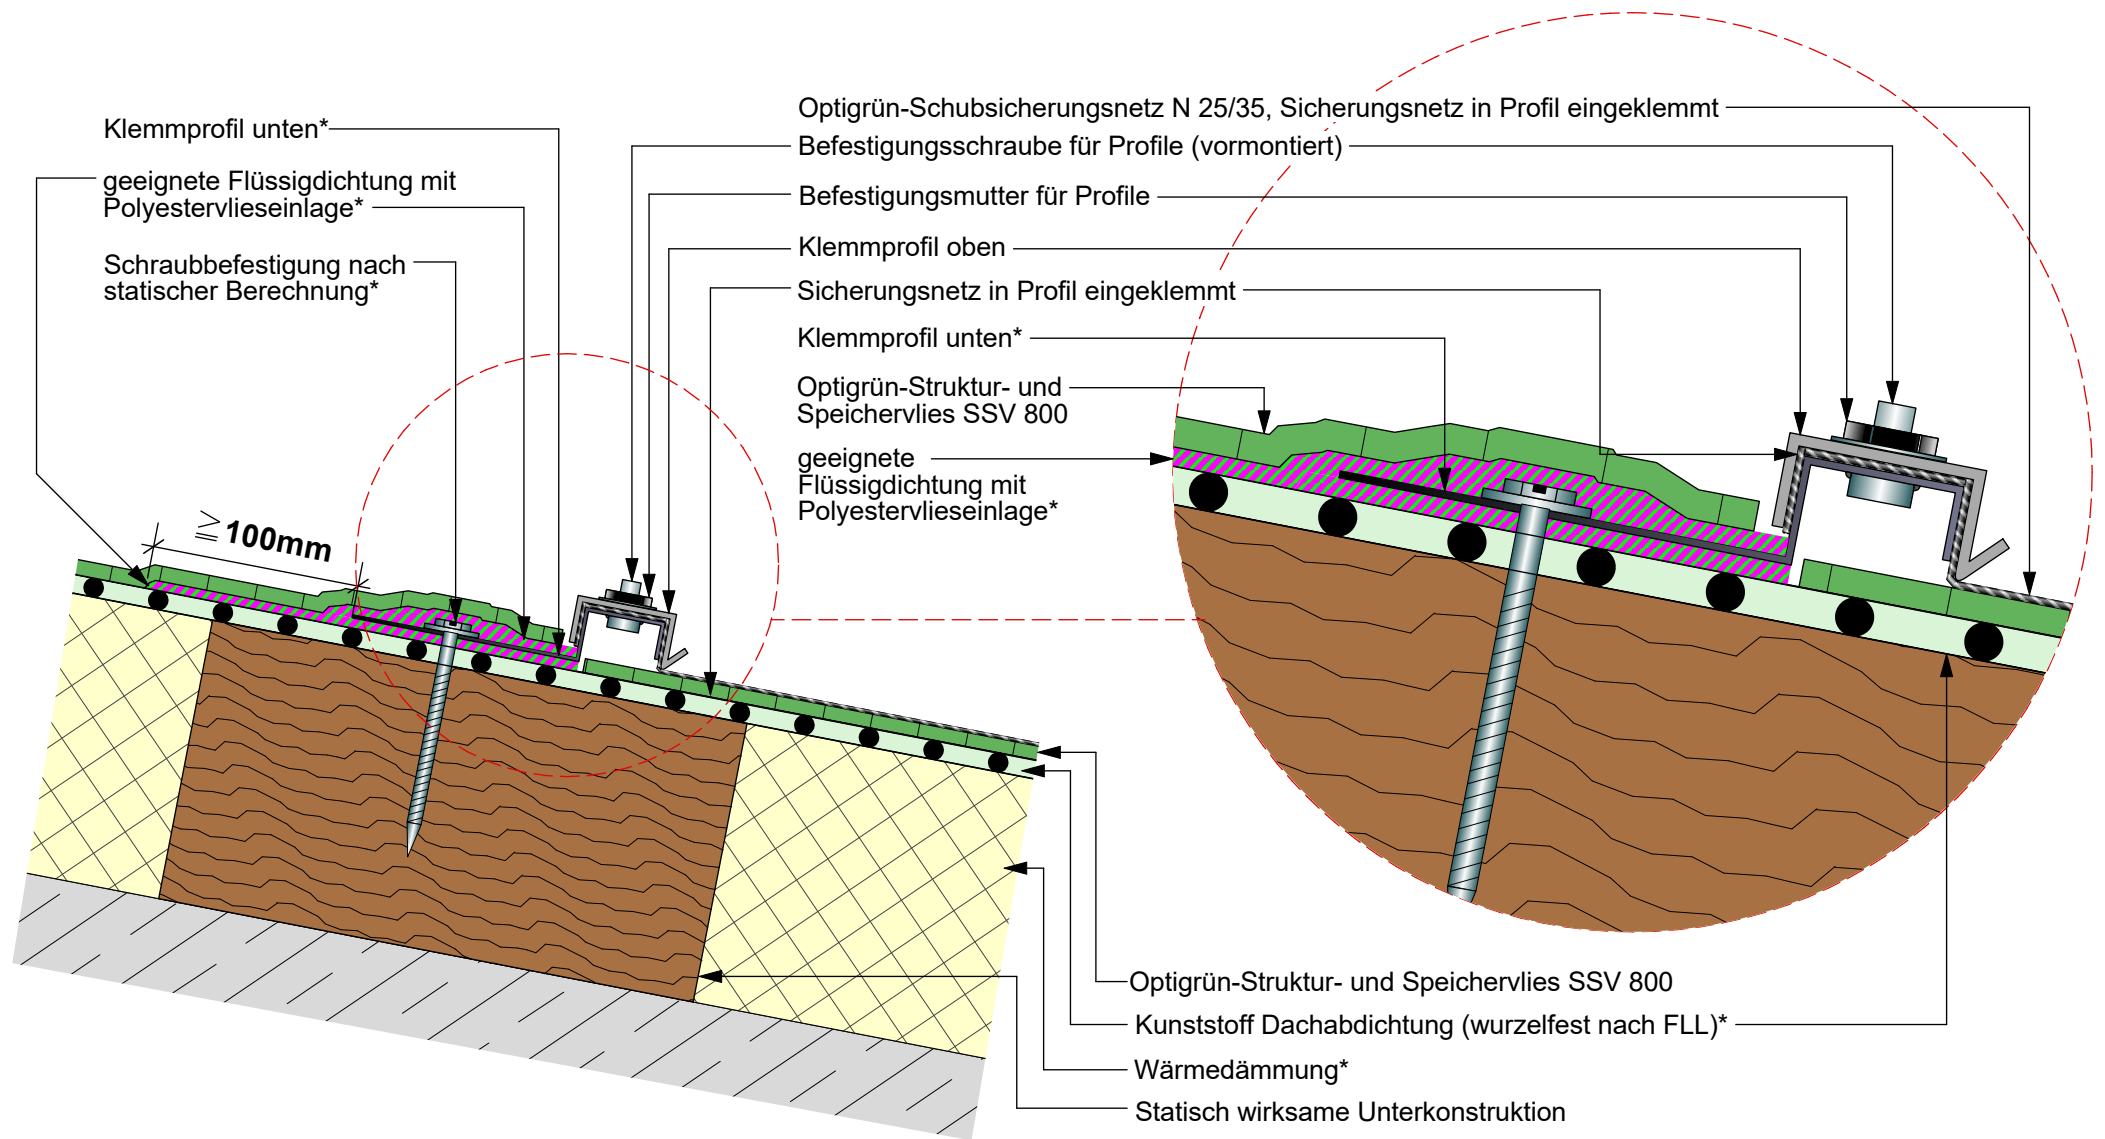 Klemmprofil unten*
geeignete Flüssigdichtung mit
Polyestervlieseinlage*
Schraubbefestigung nach
statischer Berechnung*
≧ 100mm
Optigrün-Schubsicherungsnetz N 25/35, Sicherungsnetz in Profil eingeklemmt
Befestigungsschraube für Profile (vormontiert)
Befestigungsmutter für Profile
Klemmprofil oben
Sicherungsnetz in Profil eingeklemmt
Klemmprofil unten*
Optigrün-Struktur- und
Speichervlies SSV 800
geeignete
Flüssigdichtung mit
Polyestervlieseinlage*
Optigrün-Struktur- und Speichervlies SSV 800
Kunststoff Dachabdichtung (wurzelfest nach FLL)*
Wärmedämmung*
Statisch wirksame Unterkonstruktion